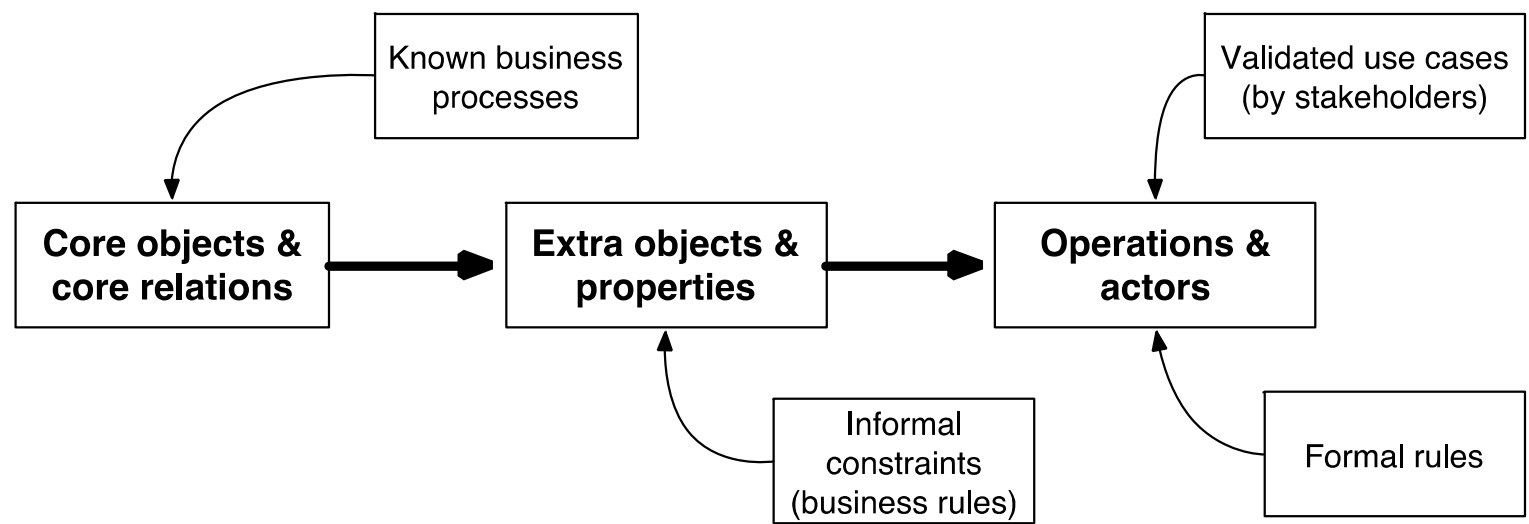 Known business
processes
Validated use cases
(by stakeholders)
Core objects &
core relations
Extra objects &
properties
Operations &
actors
Informal
constraints
(business rules)
Formal rules